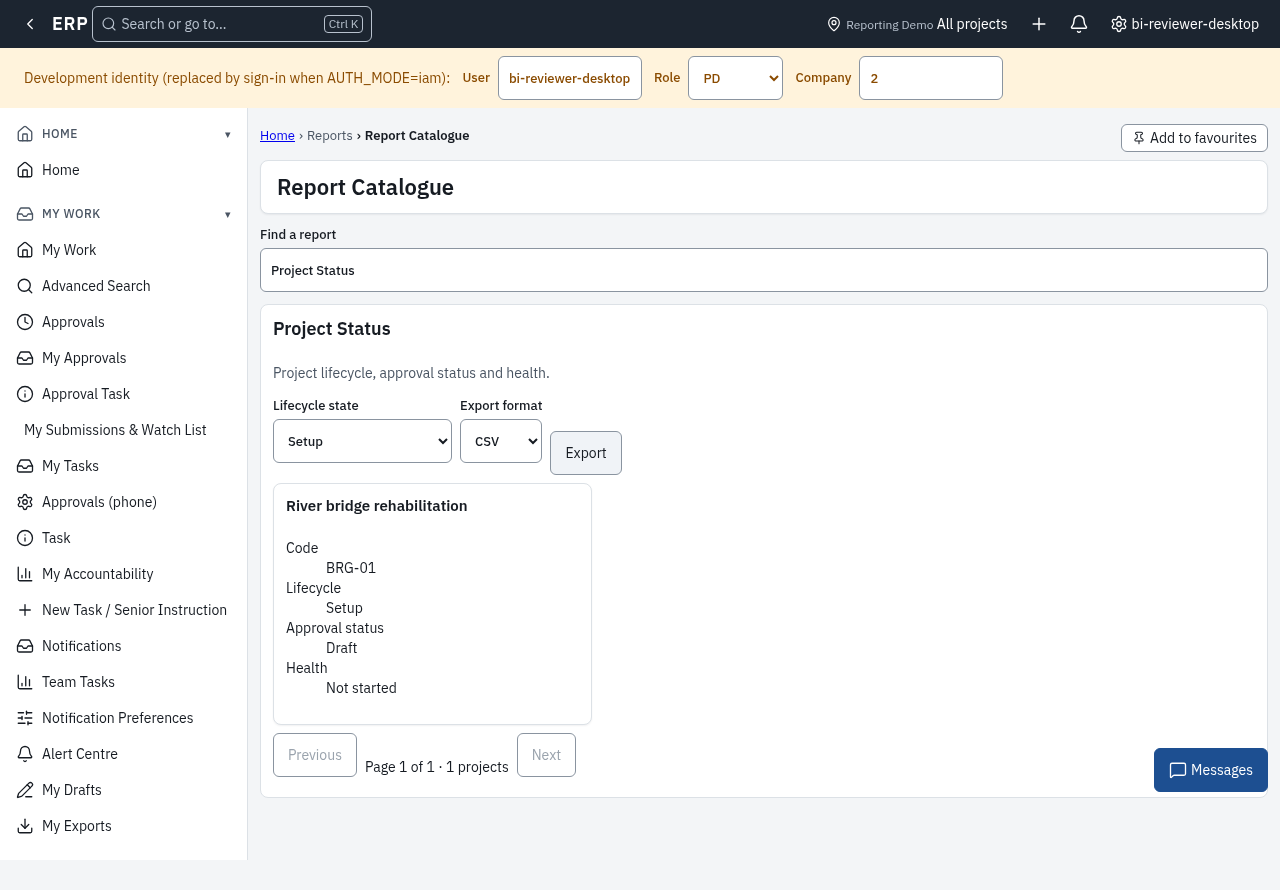 ERP
Search or go to...
Ctrl K
Reporting Demo All projects
bi-reviewer-desktop
Development identity (replaced by sign-in when AUTH_MODE=iam):
User
bi-reviewer-desktop
Role
PD
Company
2
HOME
Home
MY WORK
My Work
Advanced Search
Approvals
My Approvals
Approval Task
My Submissions & Watch List
My Tasks
Approvals (phone)
Task
My Accountability
New Task / Senior Instruction
Notifications
Team Tasks
Notification Preferences
Alert Centre
My Drafts
My Exports
Home › Reports › Report Catalogue
Add to favourites
Report Catalogue
Find a report
Project Status
Project Status
Project lifecycle, approval status and health.
Lifecycle state
Setup
Export format
CSV
Export
River bridge rehabilitation
Code
BRG-01
Lifecycle
Setup
Approval status
Draft
Health
Not started
Previous
Page 1 of 1 · 1 projects
Next
Messages